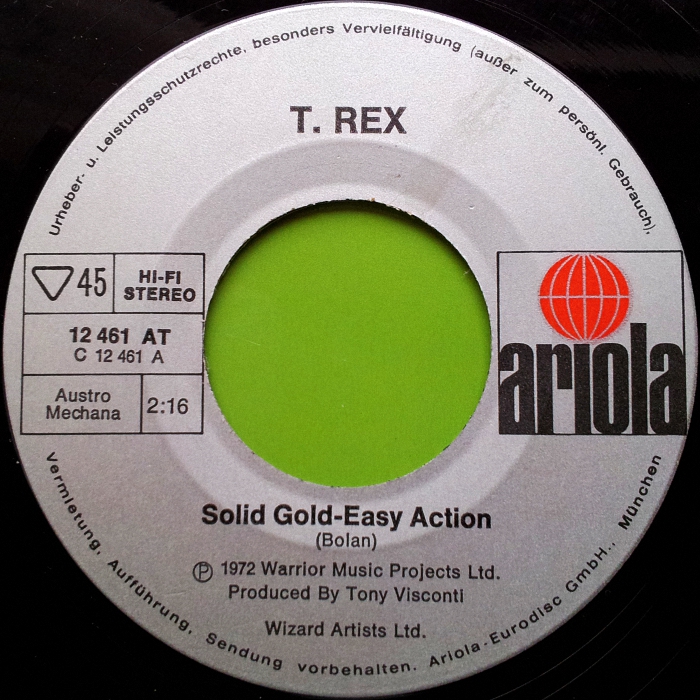 Urheber- u. Leistungsschutzrechte, besonders Vervielfältigung (außer zum persönl. Gebrauch),
T. REX
45
HI-FI
STEREO
12 461 AT
C 12 461 A
Austro
Mechana
2:16
ariola
Solid Gold-Easy Action
(Bolan)
Ⓟ 1972 Warrior Music Projects Ltd.
Produced By Tony Visconti
Wizard Artists Ltd.
Vermietung, Aufführung, Sendung vorbehalten. Ariola-Eurodisc GmbH., München